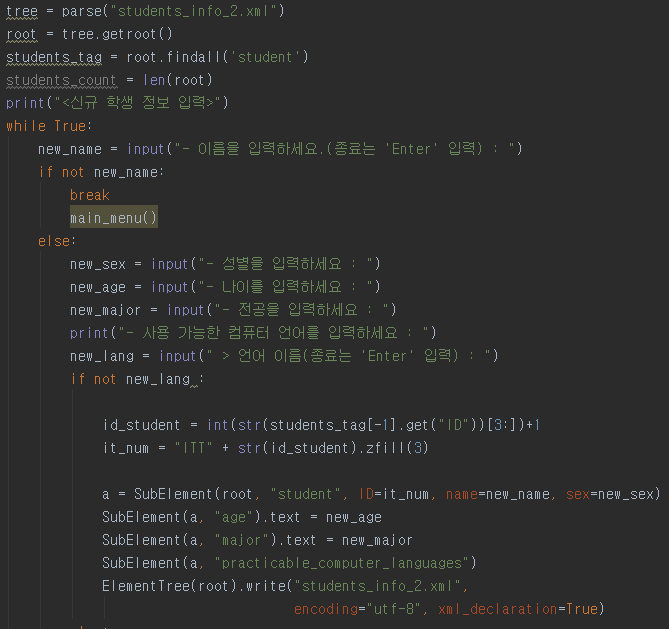 tree = parse("students_info_2.xml")
root = tree.getroot()
students_tag = root.findall('student')
students_count = len(root)
print("<신규 학생 정보 입력>")
while True:
    new_name = input("- 이름을 입력하세요.(종료는 'Enter' 입력) : ")
    if not new_name:
        break
        main_menu()
    else:
        new_sex = input("- 성별을 입력하세요 : ")
        new_age = input("- 나이를 입력하세요 : ")
        new_major = input("- 전공을 입력하세요 : ")
        print("- 사용 가능한 컴퓨터 언어를 입력하세요 : ")
        new_lang = input(" > 언어 이름(종료는 'Enter' 입력) : ")
        if not new_lang :
            id_student = int(str(students_tag[-1].get("ID"))[3:])+1
            it_num = "ITT" + str(id_student).zfill(3)
            a = SubElement(root, "student", ID=it_num, name=new_name, sex=new_sex)
            SubElement(a, "age").text = new_age
            SubElement(a, "major").text = new_major
            SubElement(a, "practicable_computer_languages")
            ElementTree(root).write("students_info_2.xml",
                                    encoding="utf-8", xml_declaration=True)